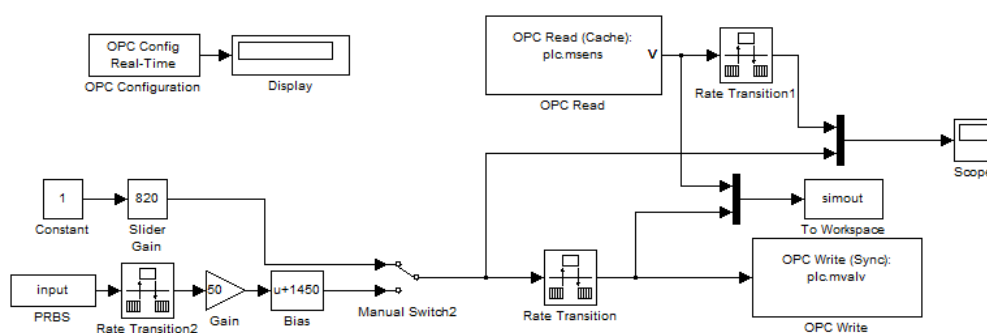 OPC Config
Real-Time
OPC Configuration
Display
OPC Read (Cache):
plc.msens
V
OPC Read
Rate Transition1
Scope
1
Constant
820
Slider
Gain
simout
To Workspace
input
PRBS
Rate Transition2
50
Gain
u+1450
Bias
Manual Switch2
Rate Transition
OPC Write (Sync):
plc.mvalv
OPC Write